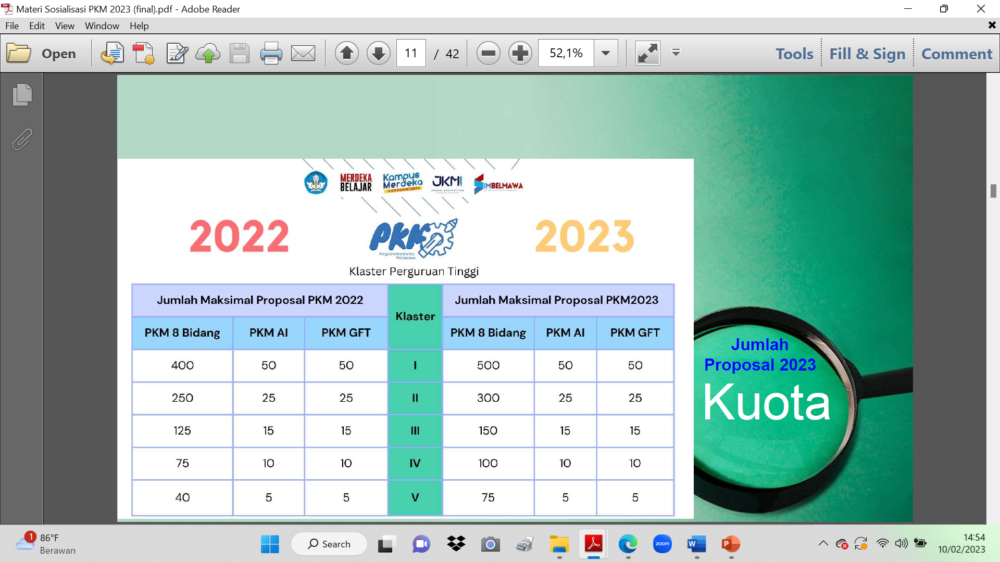 Materi Sosialisasi PKM 2023 (final).pdf - Adobe Reader
File Edit View Window Help
Open 11 / 42 52,1% Tools Fill & Sign Comment
MERDEKA BELAJAR
Kampus Merdeka
INDONESIA JAYA
JKMI
JURNAL KREATIVITAS
SIMBELMAWA
2022
PKM
Program Kreativitas
Mahasiswa
2023
Klaster Perguruan Tinggi
Jumlah Maksimal Proposal PKM 2022 Klaster Jumlah Maksimal Proposal PKM2023
PKM 8 Bidang PKM AI PKM GFT PKM 8 Bidang PKM AI PKM GFT
400 50 50 I 500 50 50
250 25 25 II 300 25 25
125 15 15 III 150 15 15
75 10 10 IV 100 10 10
40 5 5 V 75 5 5
Jumlah
Proposal 2023
Kuota
1 86°F
Berawan
Search
zoom
14:54
10/02/2023